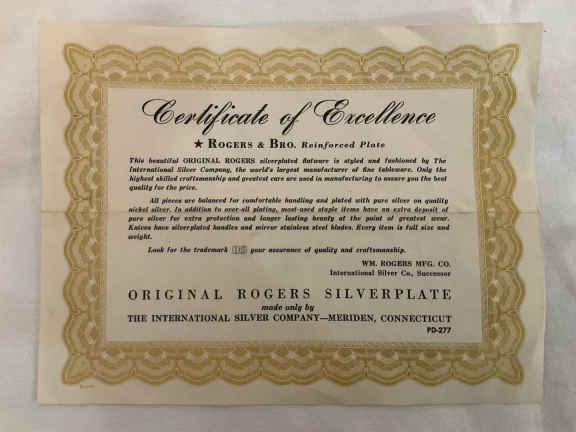 Certificate of Excellence
★ ROGERS & BRO. Reinforced Plate
This beautiful ORIGINAL ROGERS silverplated flatware is styled and fashioned by The
International Silver Company, the world's largest manufacturer of fine tableware. Only the
highest skilled craftsmanship and greatest care are used in manufacturing to assure you the best
quality for the price.
All pieces are balanced for comfortable handling and plated with pure silver on quality
nickel silver. In addition to over-all plating, most-used staple items have an extra deposit of
pure silver for extra protection and longer lasting beauty at the point of greatest wear.
Knives have silverplated handles and mirror stainless steel blades. Every item is full size and
weight.
Look for the trademark IS your assurance of quality and craftsmanship.
WM. ROGERS MFG. CO.
International Silver Co., Successor
ORIGINAL ROGERS SILVERPLATE
made only by
THE INTERNATIONAL SILVER COMPANY—MERIDEN, CONNECTICUT
PD-277